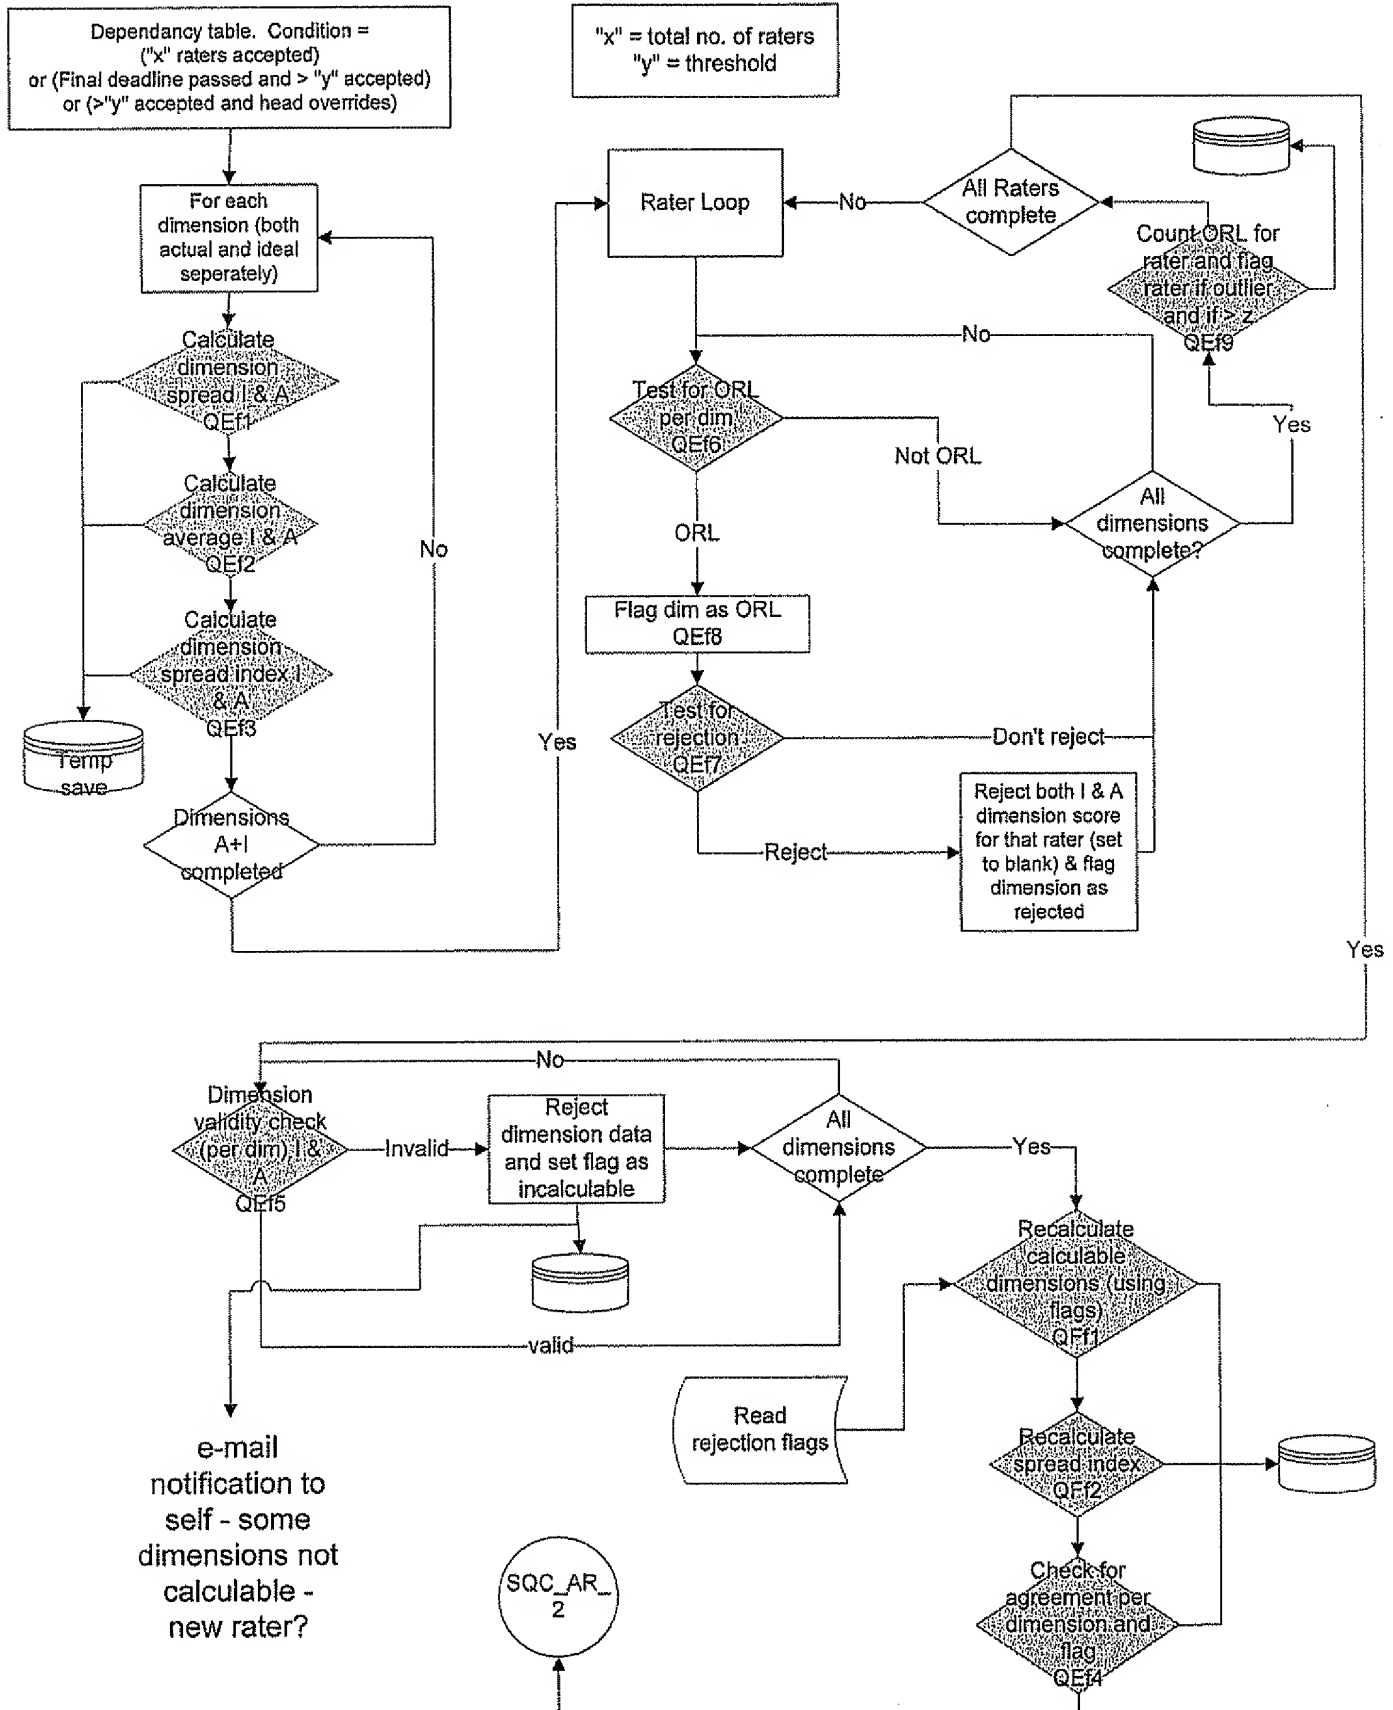 Dependancy table.  Condition =
("x" raters accepted)
or (Final deadline passed and > "y" accepted)
or (>"y" accepted and head overrides)
"x" = total no. of raters
"y" = threshold
For each
dimension (both
actual and ideal
seperately)
Calculate
dimension
spread I & A
QEf1
Calculate
dimension
average I & A
QEf2
Calculate
dimension
spread index I
& A
QEf3
Temp
save
Dimensions
A+I
completed
No
Yes
Rater Loop
No
All Raters
complete
Count ORL for
rater and flag
rater if outlier
and if > z
QEf9
No
Yes
Test for ORL
per dim
QEf6
Not ORL
All
dimensions
complete?
ORL
Flag dim as ORL
QEf8
Test for
rejection
QEf7
Don't reject
Reject
Reject both I & A
dimension score
for that rater (set
to blank) & flag
dimension as
rejected
Yes
No
Dimension
validity check
(per dim) I &
A
QEf5
Invalid
Reject
dimension data
and set flag as
incalculable
All
dimensions
complete
Yes
valid
Recalculate
calculable
dimensions (using
flags)
QFf1
Read
rejection flags
Recalculate
spread index
QFf2
Check for
agreement per
dimension and
flag
QEf4
e-mail
notification to
self - some
dimensions not
calculable -
new rater?
SQC_AR_
2